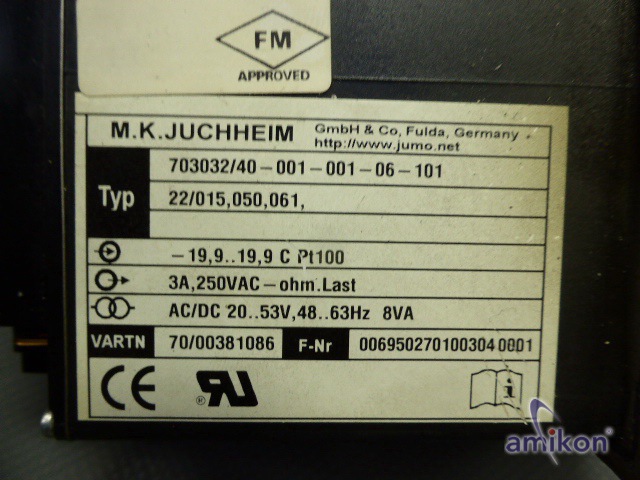 FM
APPROVED
M.K.JUCHHEIM GmbH & Co, Fulda, Germany
http://www.jumo.net
Typ 703032/40-001-001-06-101
22/015,050,061,
-19,9..19,9 C Pt100
3A,250VAC-ohm.Last
AC/DC 20..53V,48..63Hz 8VA
VARTN 70/00381086 F-Nr 0069502701003040001
CE ® RU i
amikon